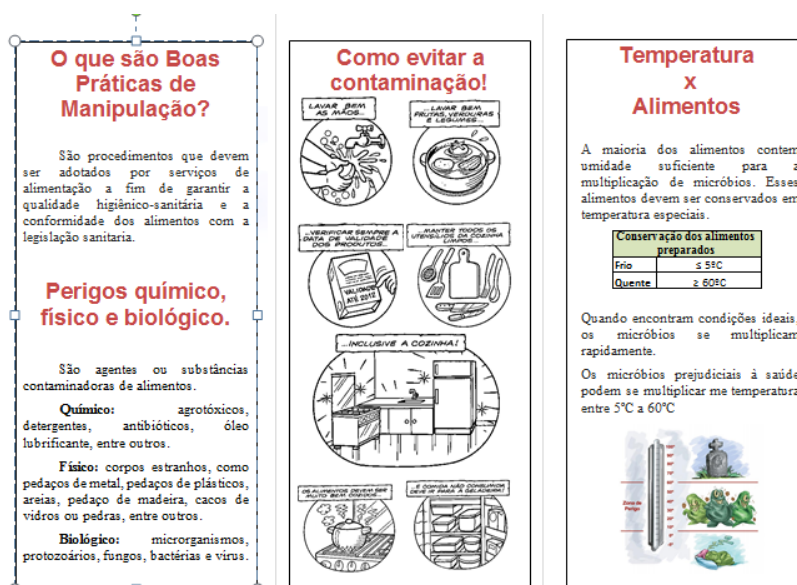 O que são Boas
Práticas de
Manipulação?
São procedimentos que devem
ser adotados por serviços de
alimentação a fim de garantir a
qualidade higiênico-sanitária e a
conformidade dos alimentos com a
legislação sanitaria.
Perigos químico,
físico e biológico.
São agentes ou substâncias
contaminadoras de alimentos.
Químico: agrotóxicos,
detergentes, antibióticos, óleo
lubrificante, entre outros.
Físico: corpos estranhos, como
pedaços de metal, pedaços de plásticos,
areias, pedaço de madeira, cacos de
vidros ou pedras, entre outros.
Biológico: microrganismos,
protozoários, fungos, bactérias e virus.
Como evitar a
contaminação!
LAVAR BEM
AS MÃOS...
...LAVAR BEM
FRUTAS, VERDURAS
E LEGUMES...
...VERIFICAR SEMPRE A
DATA DE VALIDADE
DOS PRODUTOS...
VALIDADE
ATÉ 2012
...MANTER TODOS OS
UTENSÍLIOS DA COZINHA
LIMPOS...
...INCLUSIVE A COZINHA!
OS ALIMENTOS DEVEM SER
MUITO BEM COZIDOS...
...E COMIDA NÃO CONSUMIDA
DEVE IR PARA A GELADEIRA!
Temperatura
x
Alimentos
A maioria dos alimentos contem
umidade suficiente para a
multiplicação de micróbios. Esses
alimentos devem ser conservados em
temperatura especiais.
Conservação dos alimentos
preparados
Frio ≤ 5ºC
Quente ≥ 60ºC
Quando encontram condições ideais,
os micróbios se multiplicam
rapidamente.
Os micróbios prejudiciais à saúde
podem se multiplicar me temperatura
entre 5°C a 60°C
Zona de
Perigo